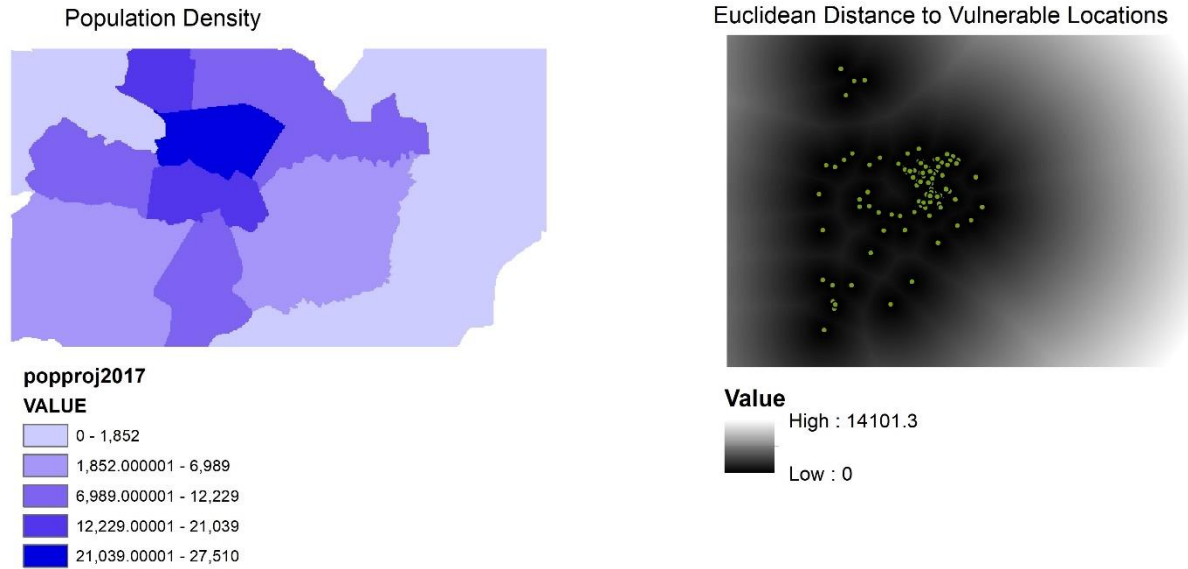 Population Density
popproj2017
VALUE
0 - 1,852
1,852.000001 - 6,989
6,989.000001 - 12,229
12,229.00001 - 21,039
21,039.00001 - 27,510
Euclidean Distance to Vulnerable Locations
Value
High : 14101.3
Low : 0